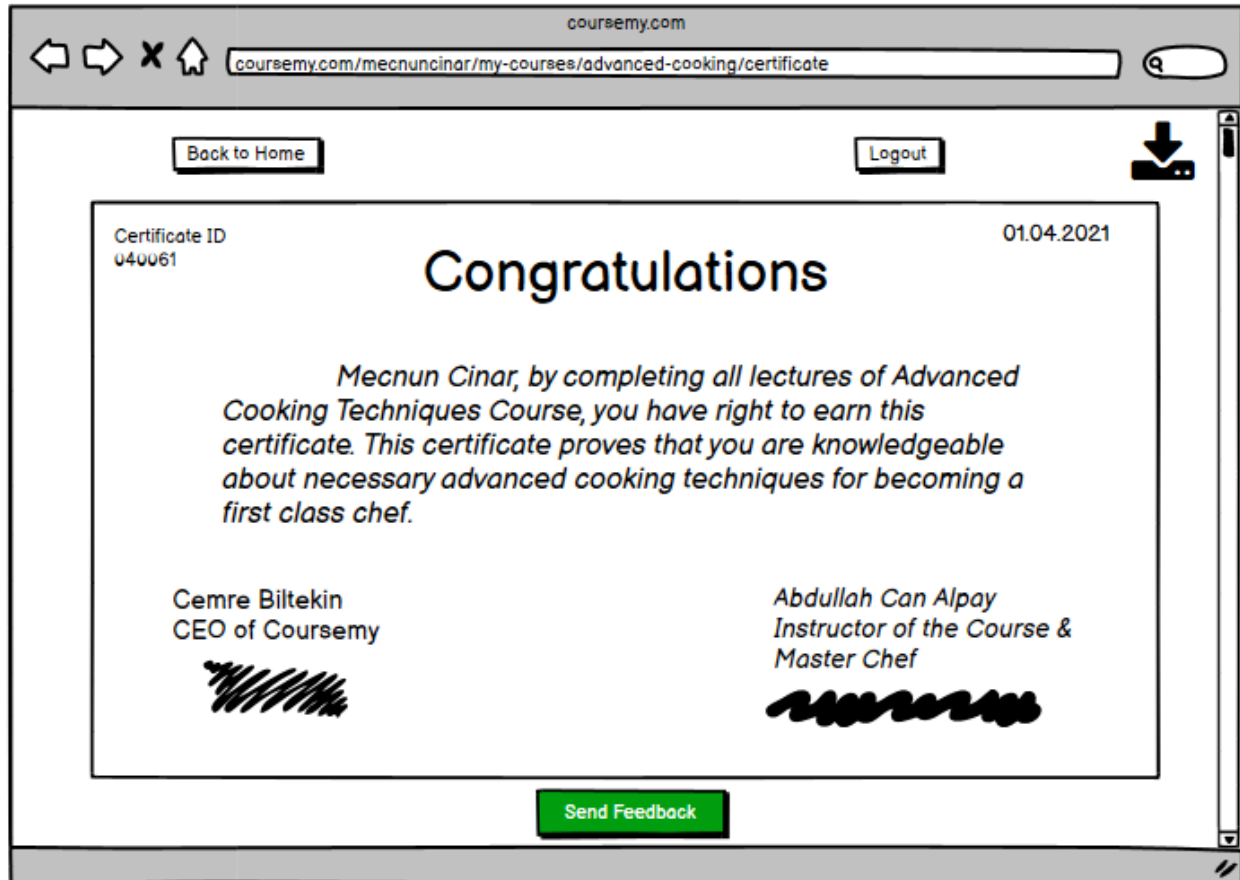 coursemy.com
coursemy.com/mecnuncinar/my-courses/advanced-cooking/certificate
Back to Home
Logout
Certificate ID
040061
01.04.2021
Congratulations
Mecnun Cinar, by completing all lectures of Advanced
Cooking Techniques Course, you have right to earn this
certificate. This certificate proves that you are knowledgeable
about necessary advanced cooking techniques for becoming a
first class chef.
Cemre Biltekin
CEO of Coursemy
Abdullah Can Alpay
Instructor of the Course &
Master Chef
Send Feedback